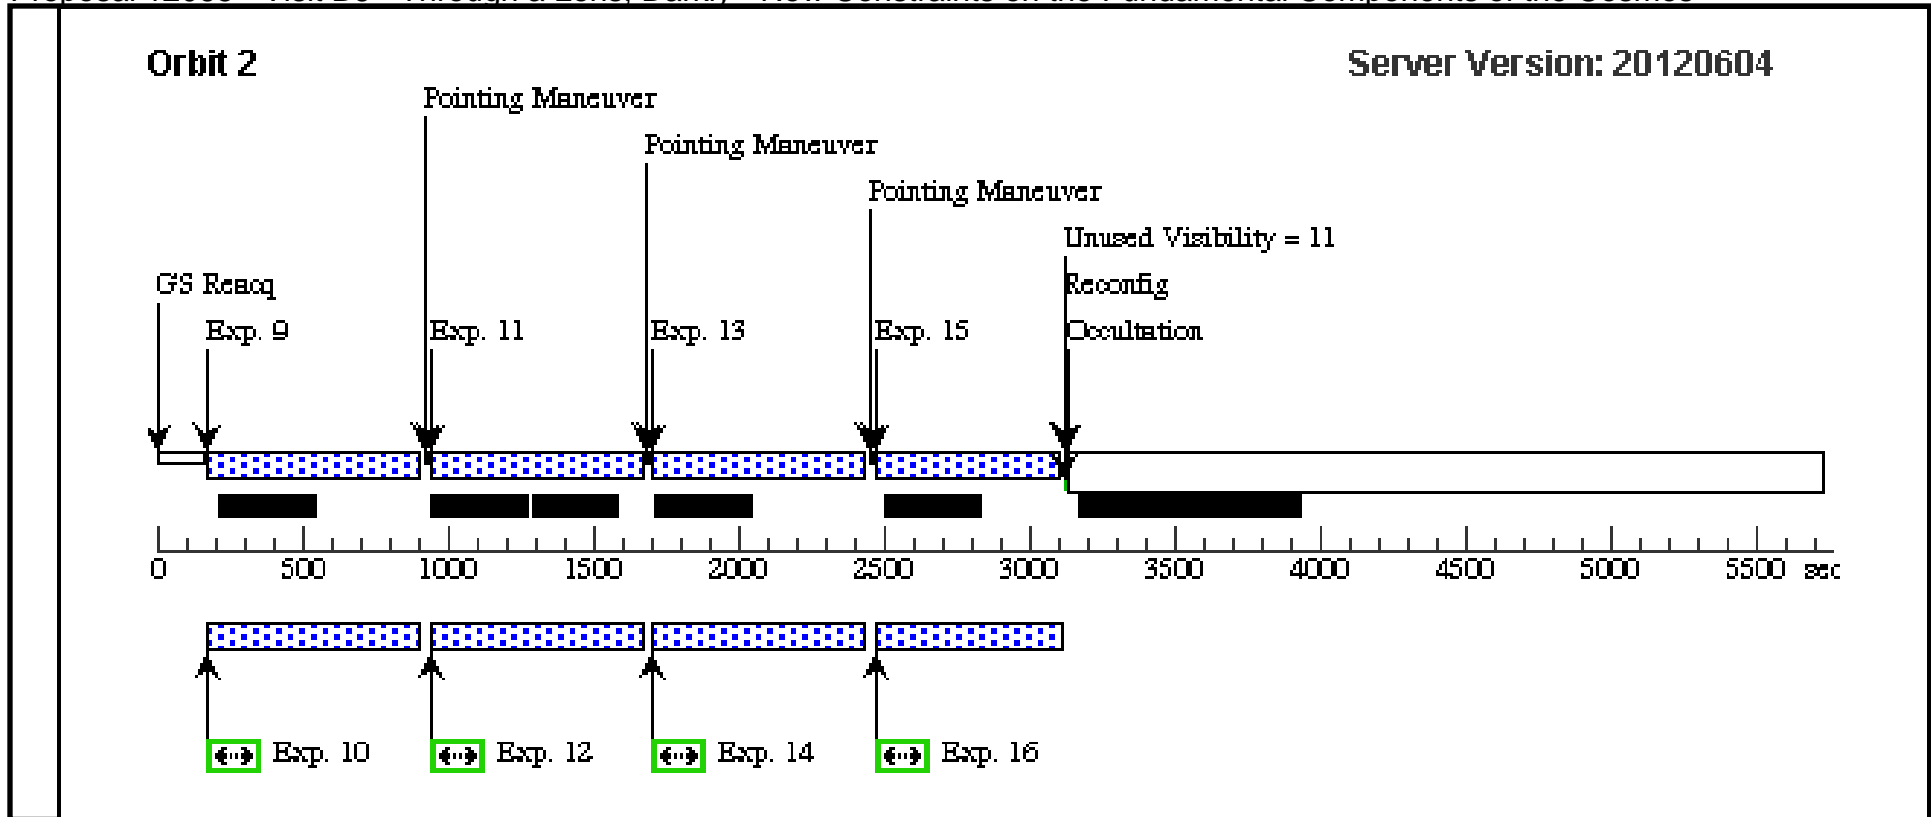 Orbit 2
Server Version: 20120604
Pointing Maneuver
Pointing Maneuver
Pointing Maneuver
Unused Visibility = 11
GS Reacq
Reconfig
Exp. 9
Exp. 11
Exp. 13
Exp. 15
Occultation
0 500 1000 1500 2000 2500 3000 3500 4000 4500 5000 5500 sec
Exp. 10
Exp. 12
Exp. 14
Exp. 16